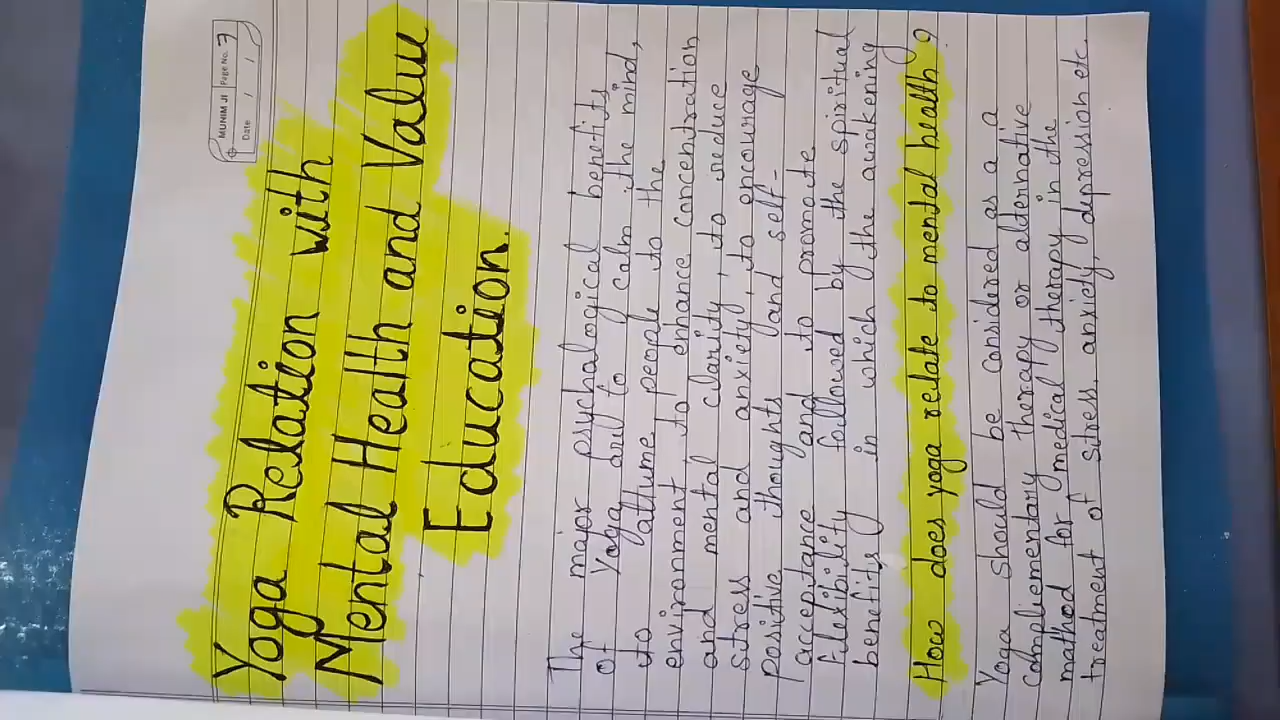 MUNIM JI Page No. 7
Date / /
Yoga Relation with
Mental Health and Value
Education.
The major psychological benefits
of Yoga are to calm the mind,
to attume people to the
environment to enhance concentration
and mental clarity, to reduce
stress and anxiety, to encourage
positive thoughts and self-
acceptance and to promote
flexibility followed by the spiritual
benefits in which the awakening
How does yoga relate to mental health?
Yoga should be considered as a a
complementary therapy or alternative
mathod for medical therapy in the
treatment of stress, anxiety, depression etc.